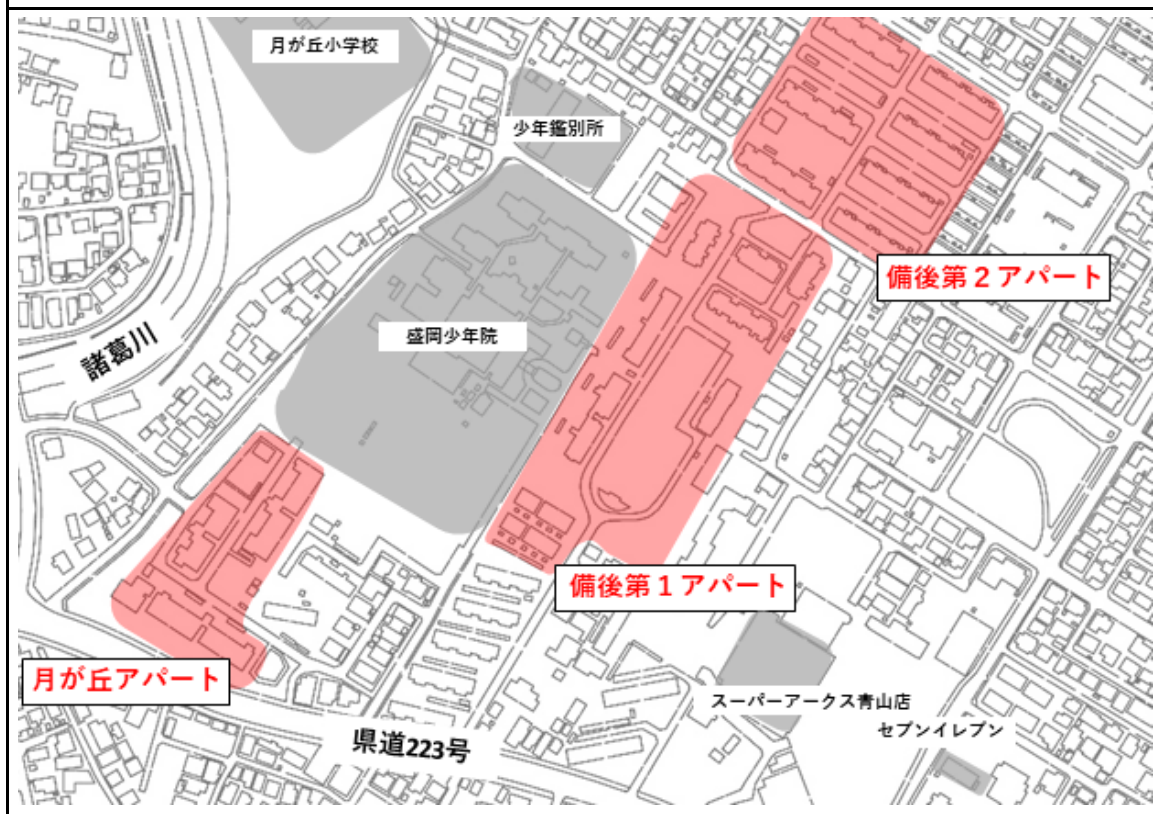 月が丘小学校
少年鑑別所
備後第2アパート
盛岡少年院
諸葛川
備後第1アパート
月が丘アパート
スーパーアークス青山店
セブンイレブン
県道223号